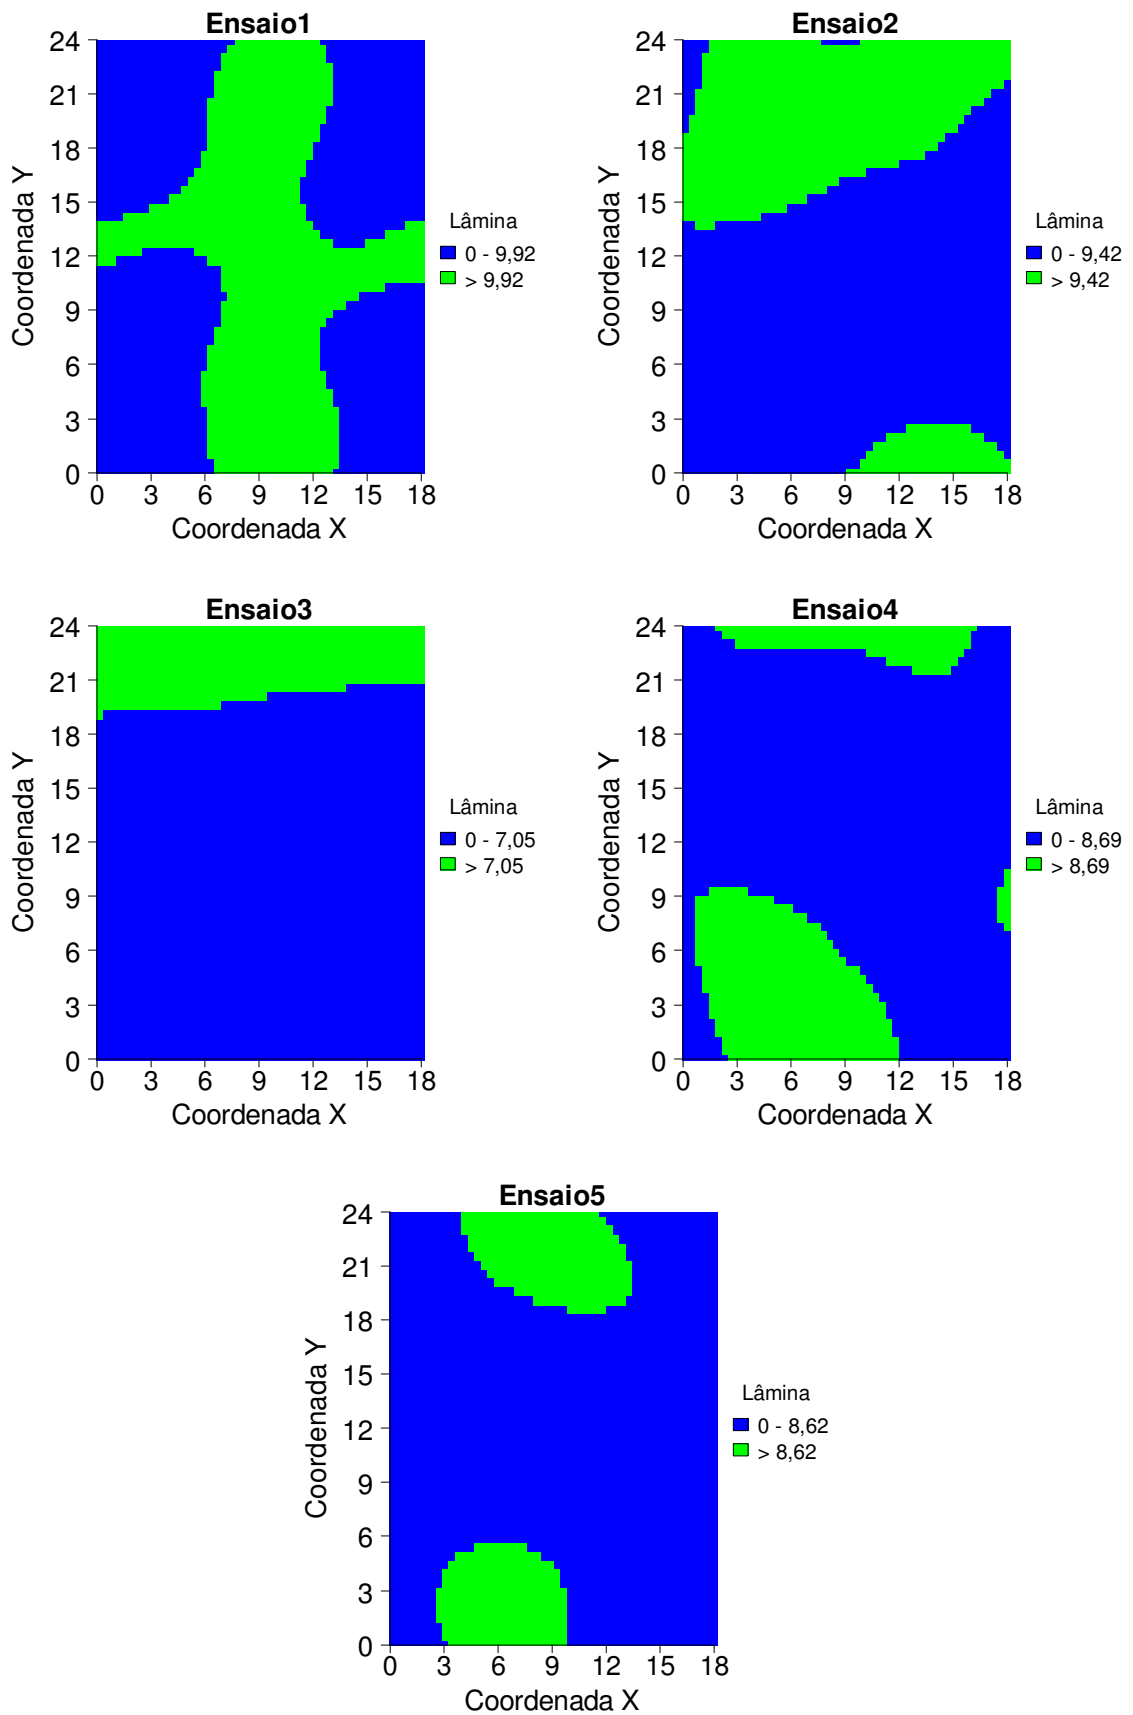 Ensaio1
24
21
18
15
12
9
6
3
0
Coordenada Y
0 3 6 9 12 15 18
Coordenada X
Lâmina
0 - 9,92
> 9,92
Ensaio2
24
21
18
15
12
9
6
3
0
Coordenada Y
0 3 6 9 12 15 18
Coordenada X
Lâmina
0 - 9,42
> 9,42
Ensaio3
24
21
18
15
12
9
6
3
0
Coordenada Y
0 3 6 9 12 15 18
Coordenada X
Lâmina
0 - 7,05
> 7,05
Ensaio4
24
21
18
15
12
9
6
3
0
Coordenada Y
0 3 6 9 12 15 18
Coordenada X
Lâmina
0 - 8,69
> 8,69
Ensaio5
24
21
18
15
12
9
6
3
0
Coordenada Y
0 3 6 9 12 15 18
Coordenada X
Lâmina
0 - 8,62
> 8,62